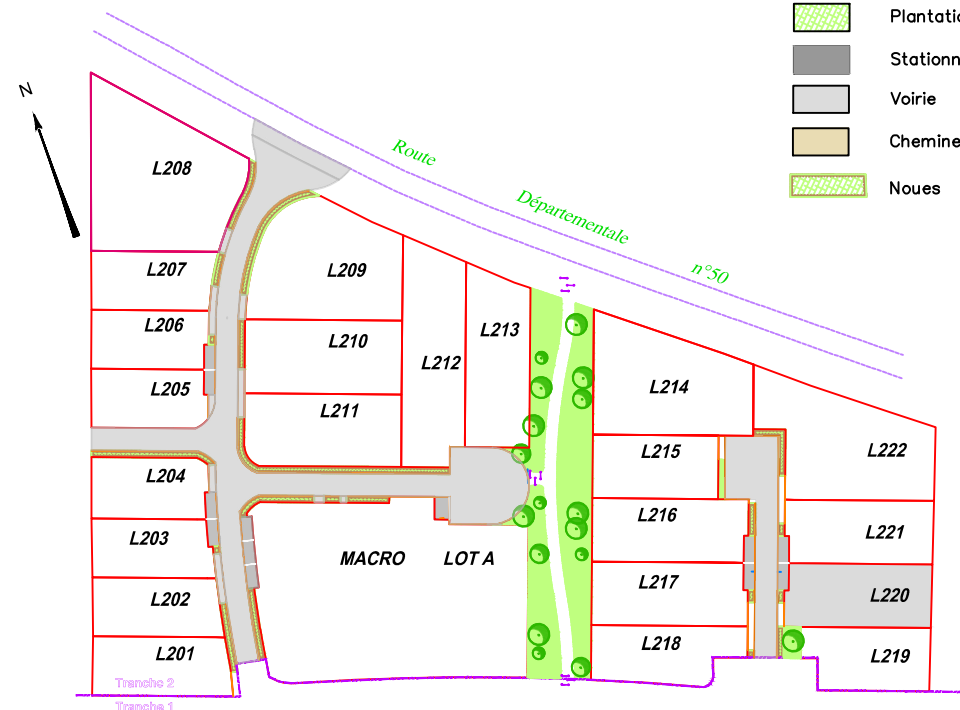 Plantatio
Stationn
Voirie
Chemine
Noues
N
Route
Départementale
n°50
L208
L207
L206
L205
L204
L203
L202
L201
L209
L210
L211
L212
L213
L214
L215
L216
L217
L218
L222
L221
L220
L219
MACRO LOT A
Tranche 2
Tranche 1